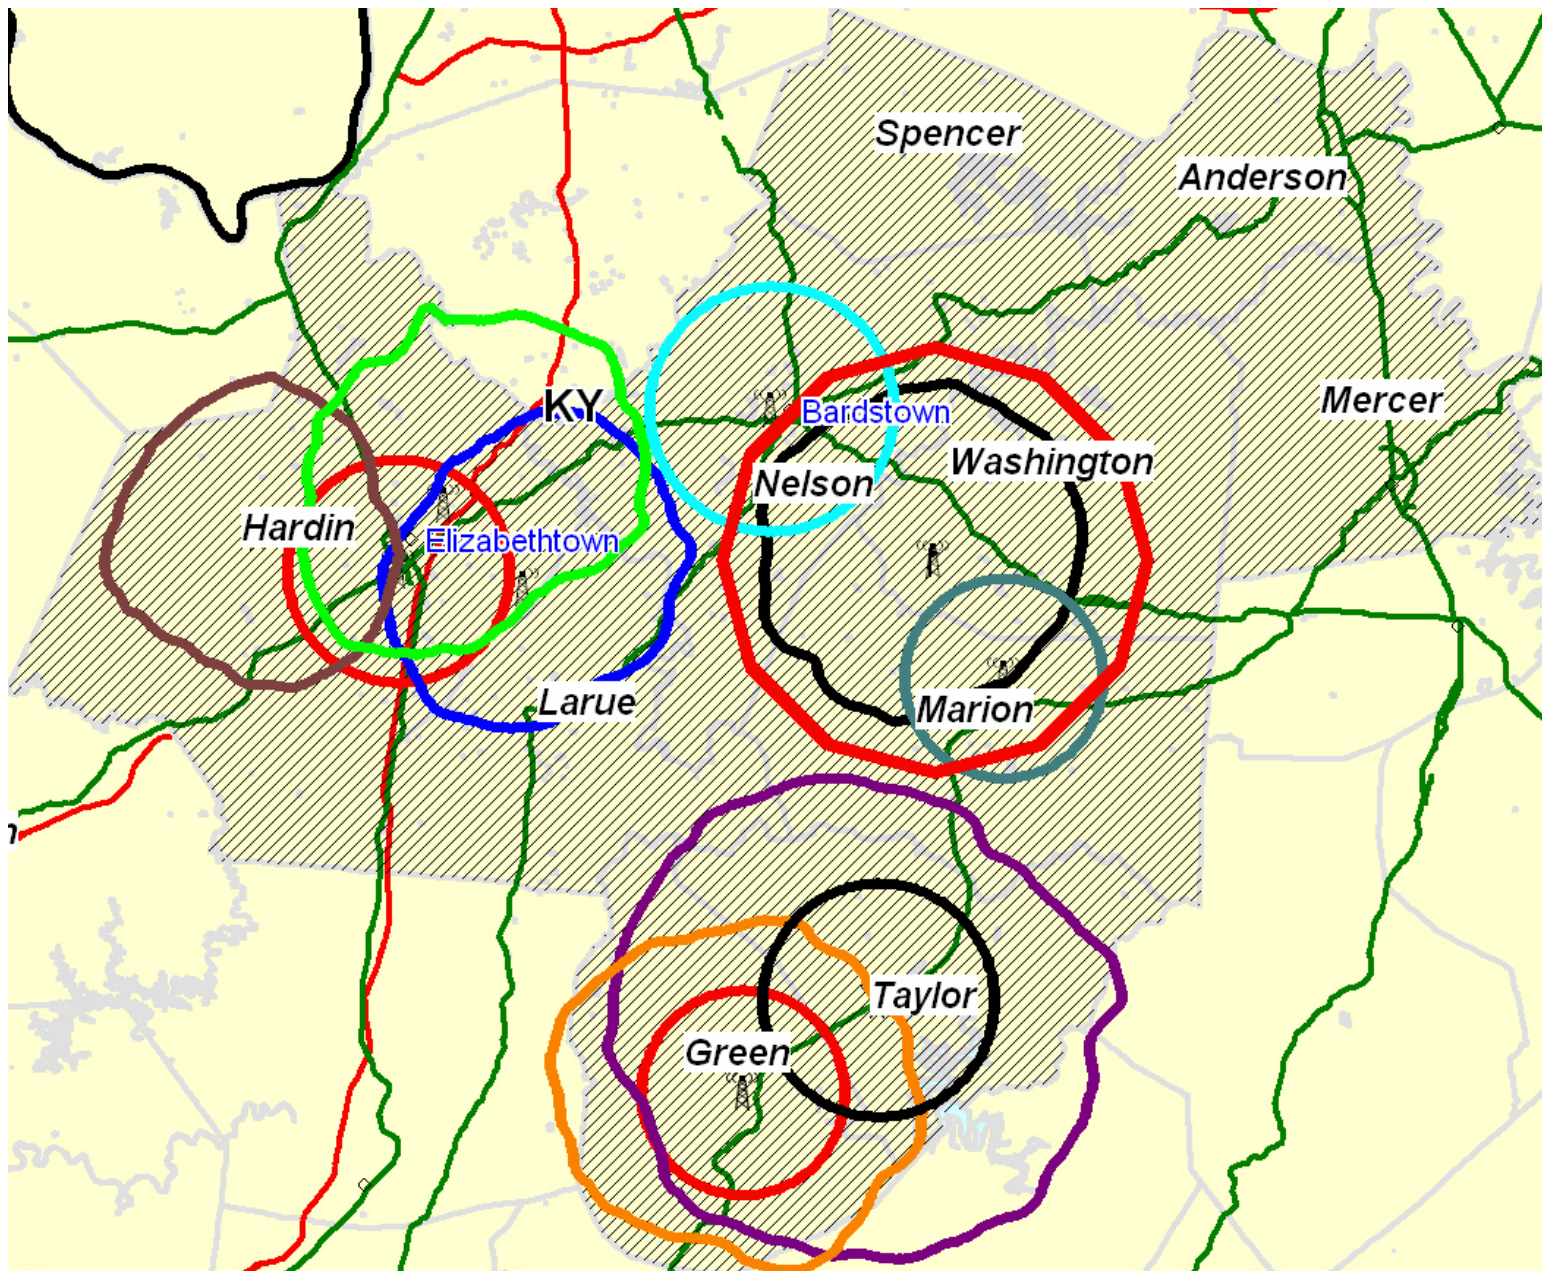 Spencer
Anderson
KY
Mercer
Bardstown
Washington
Nelson
Hardin
Elizabethtown
Larue
Marion
n
Taylor
Green